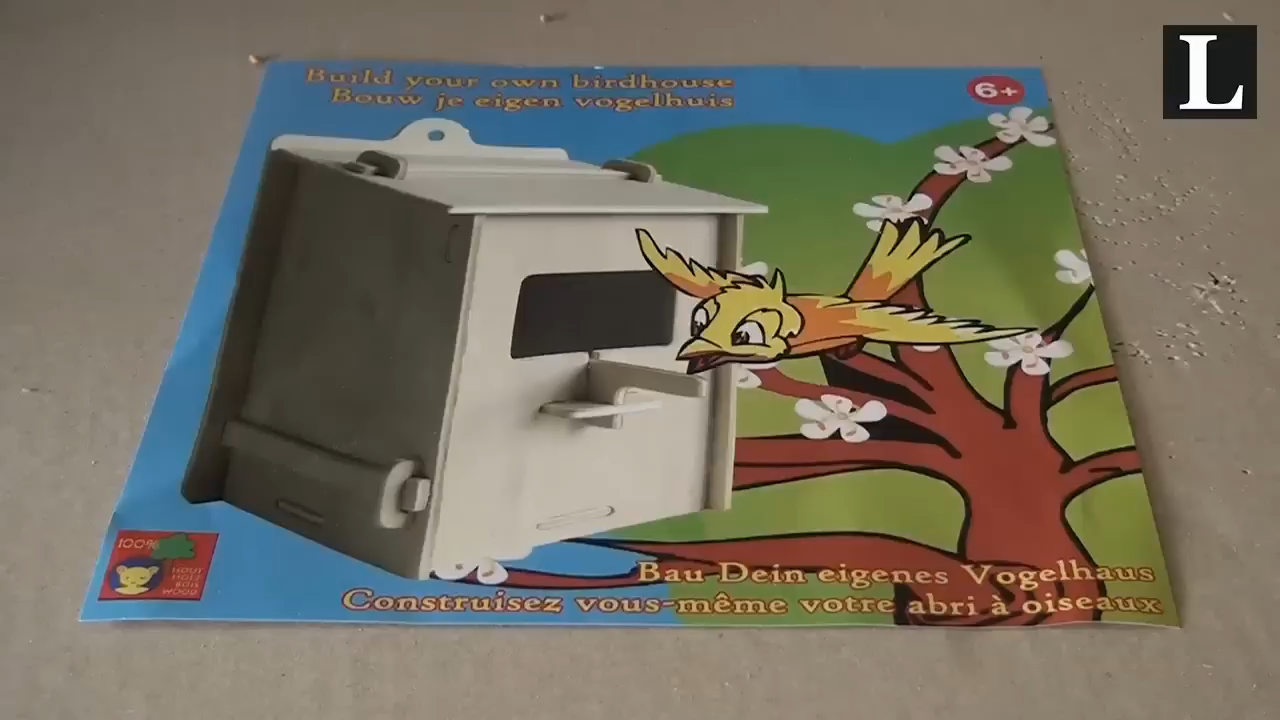 L
Build your own birdhouse
Bouw je eigen vogelhuis
6+
100%
HOUT
HOLZ
BOIS
WOOD
Bau Dein eigenes Vogelhaus
Construisez vous-même votre abri à oiseaux